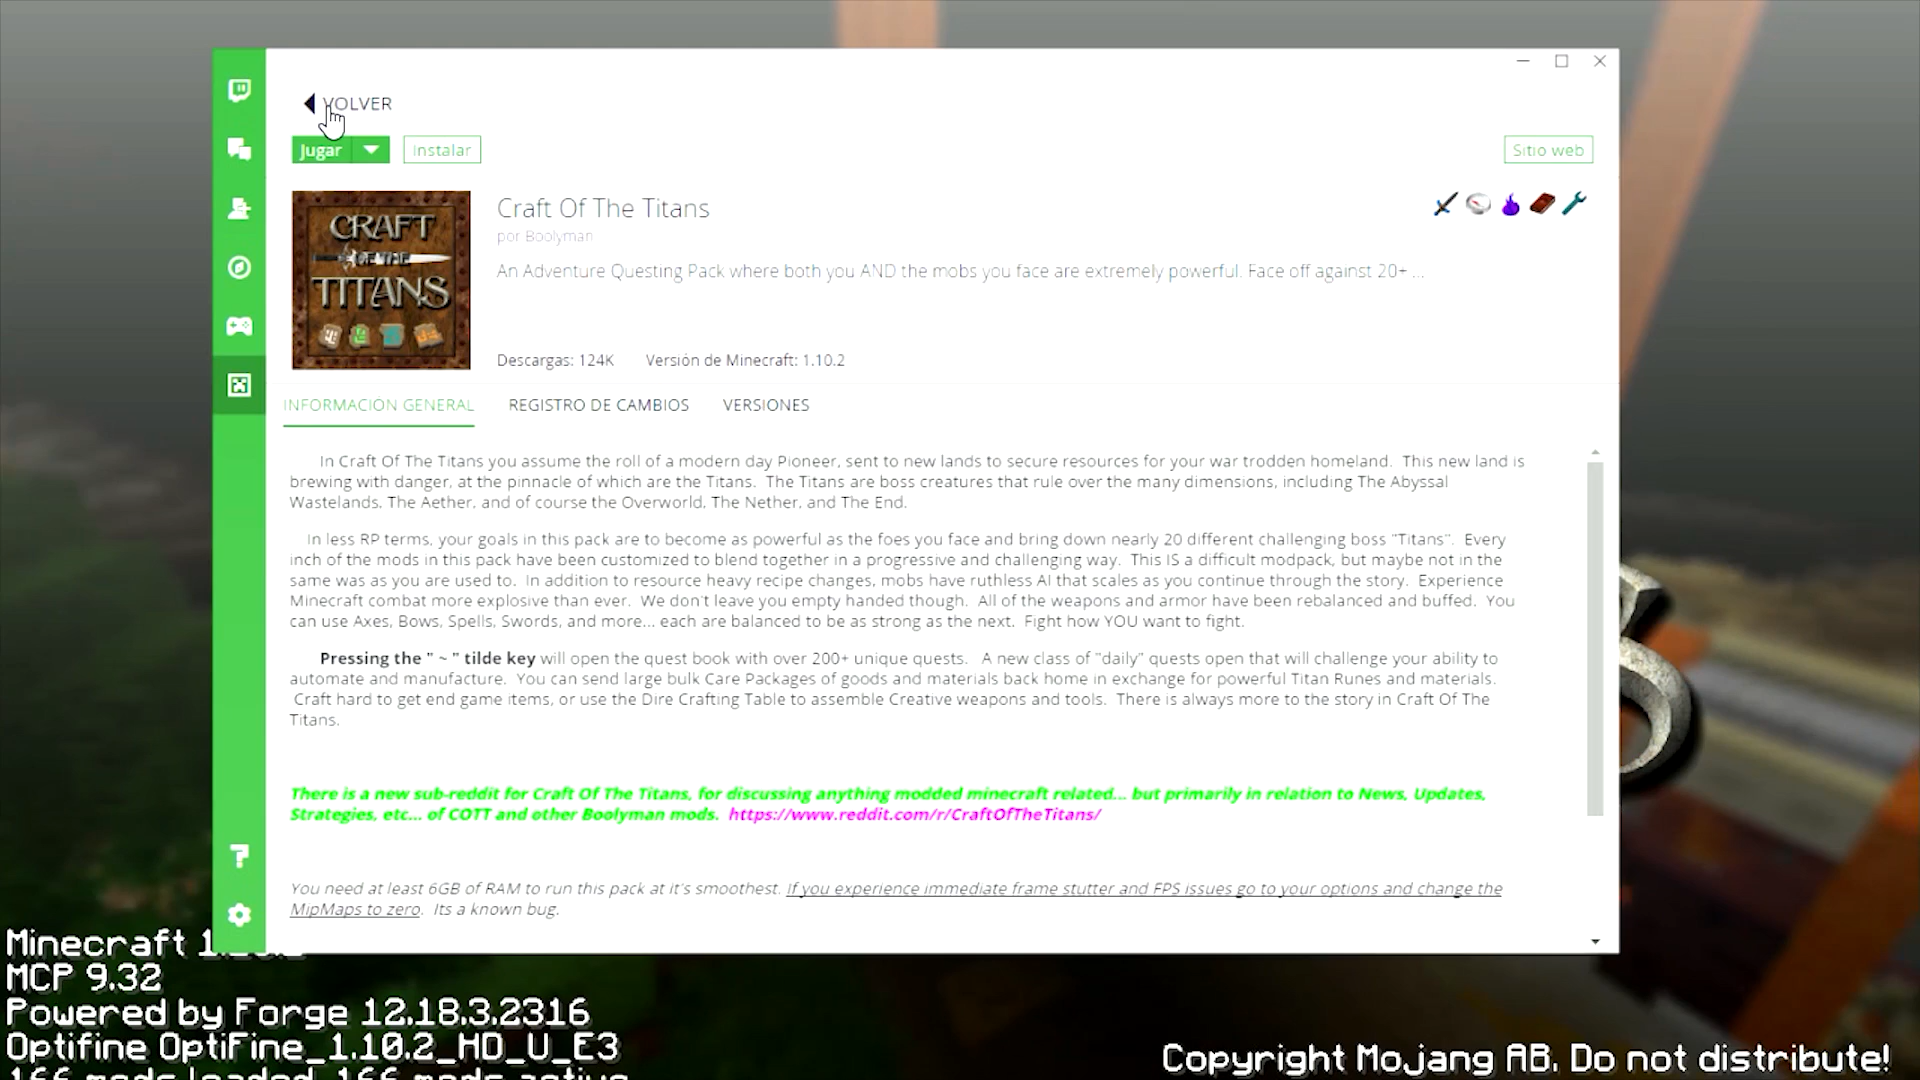 VOLVER
Jugar
Instalar
Sitio web
CRAFT
OF THE
TITANS
Craft Of The Titans
por Boolyman
An Adventure Questing Pack where both you AND the mobs you face are extremely powerful. Face off against 20+ ...
Descargas: 124K
Versión de Minecraft: 1.10.2
INFORMACIÓN GENERAL
REGISTRO DE CAMBIOS
VERSIONES
In Craft Of The Titans you assume the roll of a modern day Pioneer, sent to new lands to secure resources for your war trodden homeland. This new land is
brewing with danger, at the pinnacle of which are the Titans. The Titans are boss creatures that rule over the many dimensions, including The Abyssal
Wastelands, The Aether, and of course the Overworld, The Nether, and The End.
In less RP terms, your goals in this pack are to become as powerful as the foes you face and bring down nearly 20 different challenging boss "Titans". Every
inch of the mods in this pack have been customized to blend together in a progressive and challenging way. This IS a difficult modpack, but maybe not in the
same was as you are used to. In addition to resource heavy recipe changes, mobs have ruthless AI that scales as you continue through the story. Experience
Minecraft combat more explosive than ever. We don't leave you empty handed though. All of the weapons and armor have been rebalanced and buffed. You
can use Axes, Bows, Spells, Swords, and more... each are balanced to be as strong as the next. Fight how YOU want to fight.
Pressing the " ~ " tilde key will open the quest book with over 200+ unique quests. A new class of "daily" quests open that will challenge your ability to
automate and manufacture. You can send large bulk Care Packages of goods and materials back home in exchange for powerful Titan Runes and materials.
Craft hard to get end game items, or use the Dire Crafting Table to assemble Creative weapons and tools. There is always more to the story in Craft Of The
Titans.
There is a new sub-reddit for Craft Of The Titans, for discussing anything modded minecraft related... but primarily in relation to News, Updates,
Strategies, etc... of COTT and other Boolyman mods. https://www.reddit.com/r/CraftOfTheTitans/
You need at least 6GB of RAM to run this pack at it's smoothest. If you experience immediate frame stutter and FPS issues go to your options and change the
MipMaps to zero. Its a known bug.
Minecraft
MCP 9.32
Powered by Forge 12.18.3.2316
Optifine OptiFine_1.10.2_HD_U_E3
166 mods loaded, 166 mods active
Copyright Mojang AB. Do not distribute!